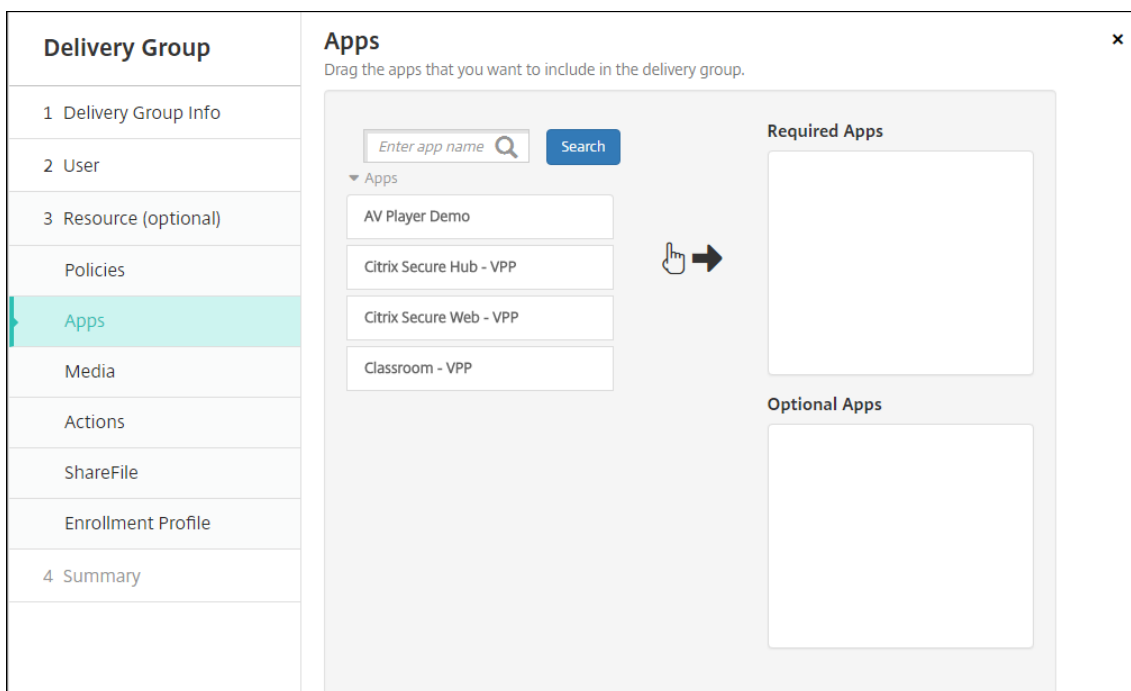 Delivery Group
1 Delivery Group Info
2 User
3 Resource (optional)
Policies
Apps
Media
Actions
ShareFile
Enrollment Profile
4 Summary
Apps
Drag the apps that you want to include in the delivery group.
Enter app name
Search
Apps
AV Player Demo
Citrix Secure Hub - VPP
Citrix Secure Web - VPP
Classroom - VPP
Required Apps
Optional Apps